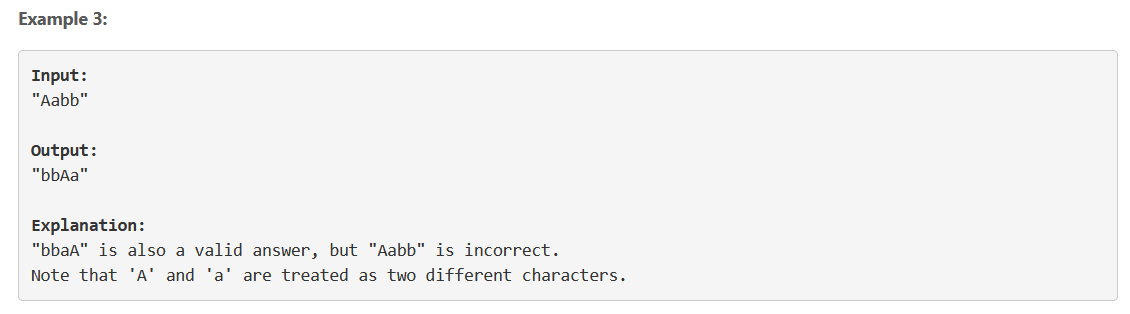 Example 3:
Input:
"Aabb"
Output:
"bbAa"
Explanation:
"bbaA" is also a valid answer, but "Aabb" is incorrect.
Note that 'A' and 'a' are treated as two different characters.